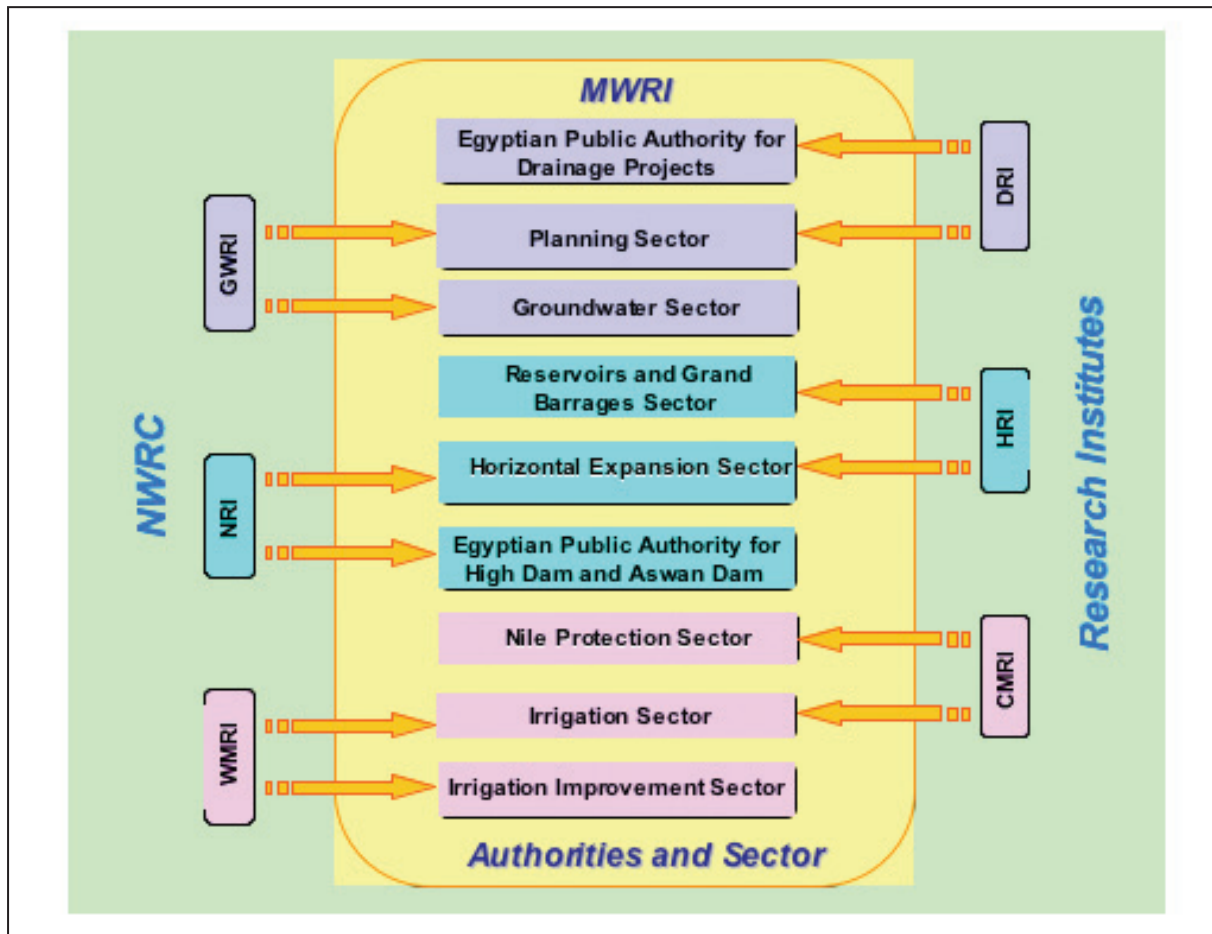 MWRI
Egyptian Public Authority for
Drainage Projects
Planning Sector
Groundwater Sector
Reservoirs and Grand
Barrages Sector
Horizontal Expansion Sector
Egyptian Public Authority for
High Dam and Aswan Dam
Nile Protection Sector
Irrigation Sector
Irrigation Improvement Sector
Authorities and Sector
NWRC
GWRI
NRI
WMRI
DRI
HRI
CMRI
Research Institutes